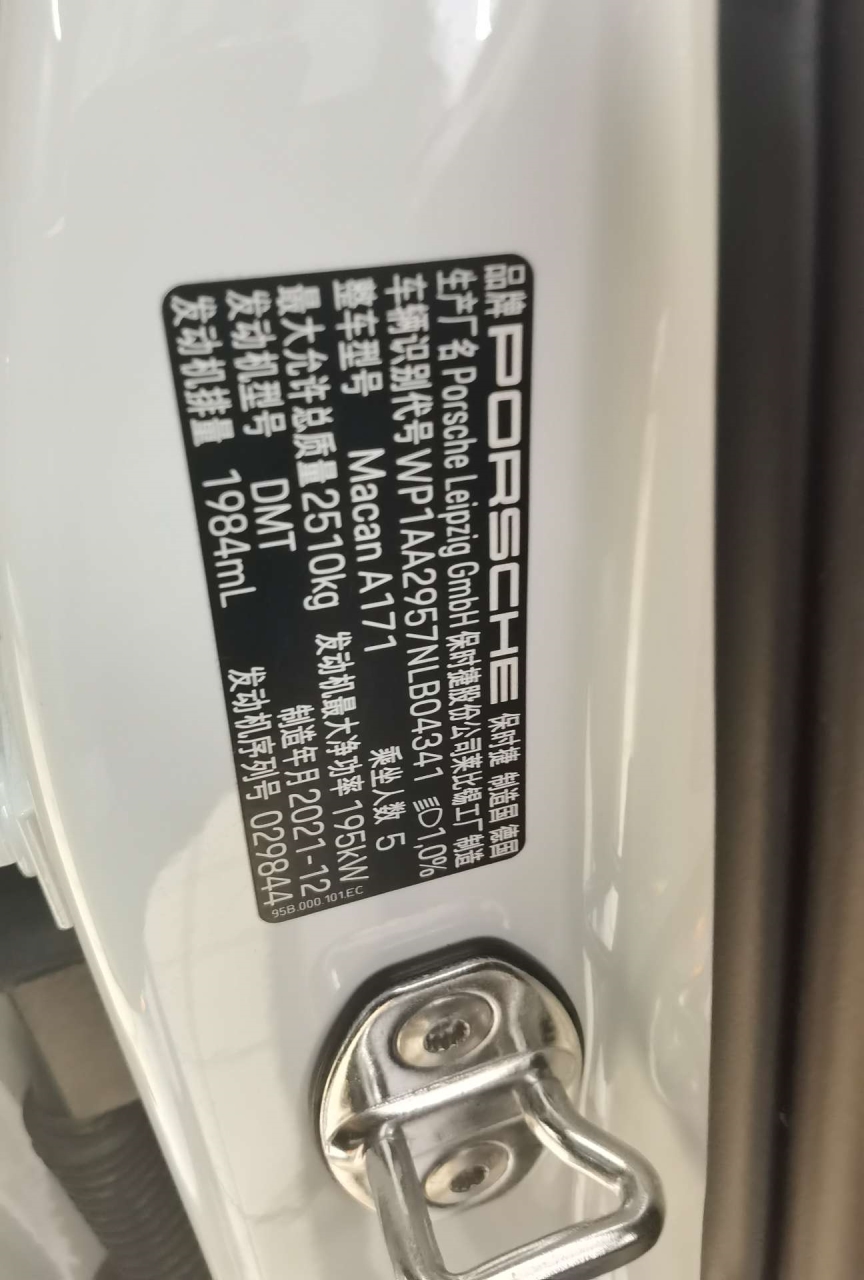 品牌 PORSCHE 保时捷 制造国 德国
生产厂名 Porsche Leipzig GmbH 保时捷股份公司莱比锡工厂 制造
车辆识别代号 WP1AA2957NLB04341 1,0%
整车型号 Macan A171 乘坐人数 5
最大允许总质量 2510kg 发动机最大净功率 195kW
发动机型号 DMT 制造年月 2021-12
发动机排量 1984mL 发动机序列号 029844
95B.000.101.EC